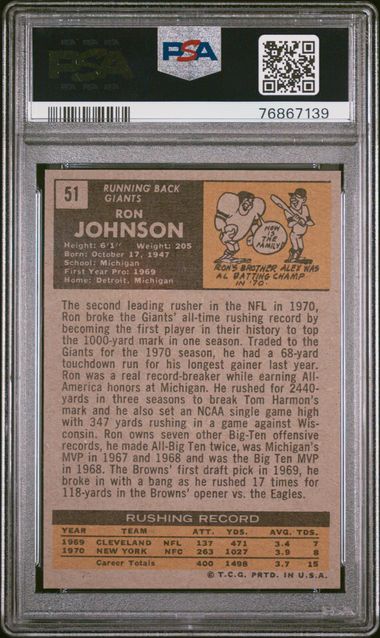 PSA
PSA
76867139
51
RUNNING BACK
GIANTS
RON
JOHNSON
Height: 6'1" Weight: 205
Born: October 17, 1947
School: Michigan
First Year Pro: 1969
Home: Detroit, Michigan
HOW
IS THE
FAMILY?
RON'S BROTHER ALEX WAS
AL BATTING CHAMP
IN '70
The second leading rusher in the NFL in 1970,
Ron broke the Giants' all-time rushing record by
becoming the first player in their history to top
the 1000-yard mark in one season. Traded to the
Giants for the 1970 season, he had a 68-yard
touchdown run for his longest gainer last year.
Ron was a real record-breaker while earning All-
America honors at Michigan. He rushed for 2440-
yards in three seasons to break Tom Harmon's
mark and he also set an NCAA single game high
with 347 yards rushing in a game against Wis-
consin. Ron owns seven other Big-Ten offensive
records, he made All-Big Ten twice, was Michigan's
MVP in 1967 and 1968 and was the Big Ten MVP
in 1968. The Browns' first draft pick in 1969, he
broke in with a bang as he rushed 17 times for
118-yards in the Browns' opener vs. the Eagles.
RUSHING RECORD
YEAR TEAM ATT. YDS. AVG. TDS.
1969 CLEVELAND NFL 137 471 3.4 7
1970 NEW YORK NFC 263 1027 3.9 8
Career Totals 400 1498 3.7 15
© T.C.G. PRTD. IN U.S.A.